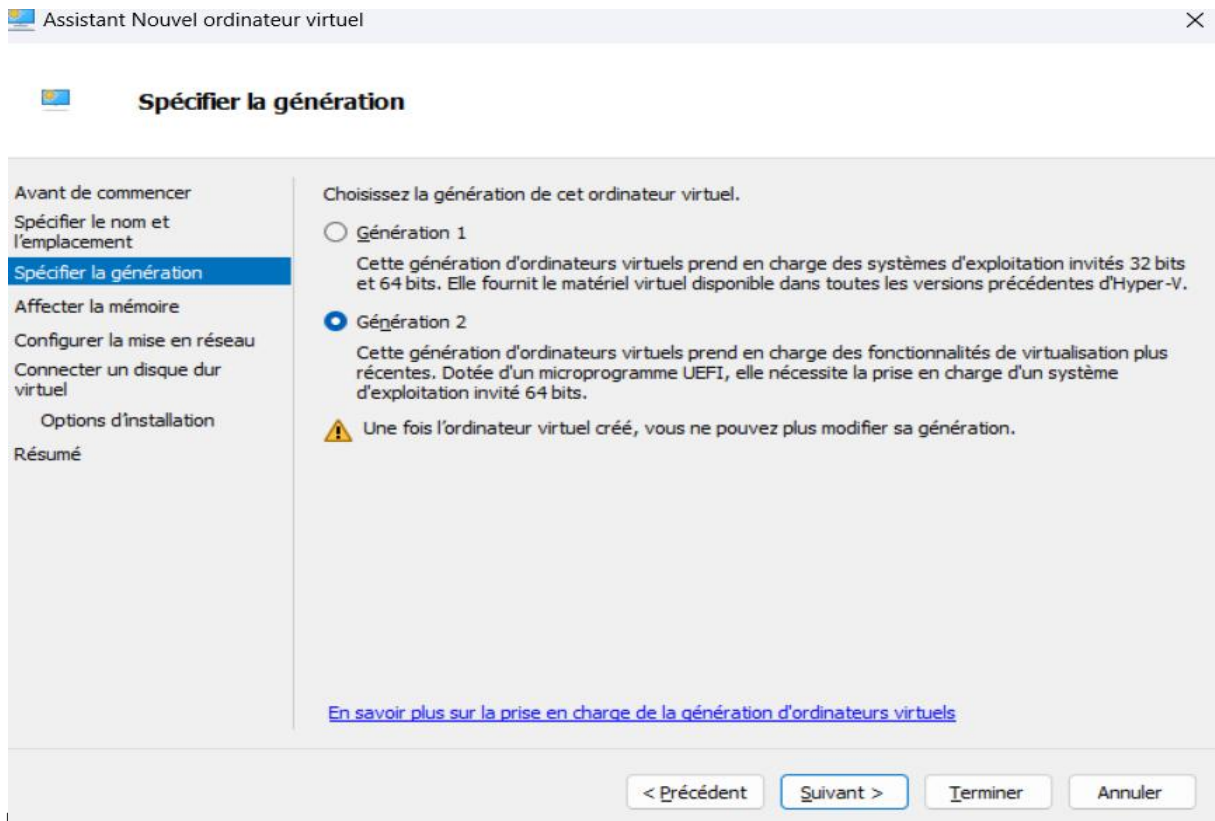 Assistant Nouvel ordinateur virtuel
Spécifier la génération
Avant de commencer
Spécifier le nom et
l'emplacement
Spécifier la génération
Affecter la mémoire
Configurer la mise en réseau
Connecter un disque dur
virtuel
Options d'installation
Résumé
Choisissez la génération de cet ordinateur virtuel.
Génération 1
Cette génération d'ordinateurs virtuels prend en charge des systèmes d'exploitation invités 32 bits
et 64 bits. Elle fournit le matériel virtuel disponible dans toutes les versions précédentes d'Hyper-V.
Génération 2
Cette génération d'ordinateurs virtuels prend en charge des fonctionnalités de virtualisation plus
récentes. Dotée d'un microprogramme UEFI, elle nécessite la prise en charge d'un système
d'exploitation invité 64 bits.
Une fois l'ordinateur virtuel créé, vous ne pouvez plus modifier sa génération.
En savoir plus sur la prise en charge de la génération d'ordinateurs virtuels
< Précédent Suivant > Terminer Annuler